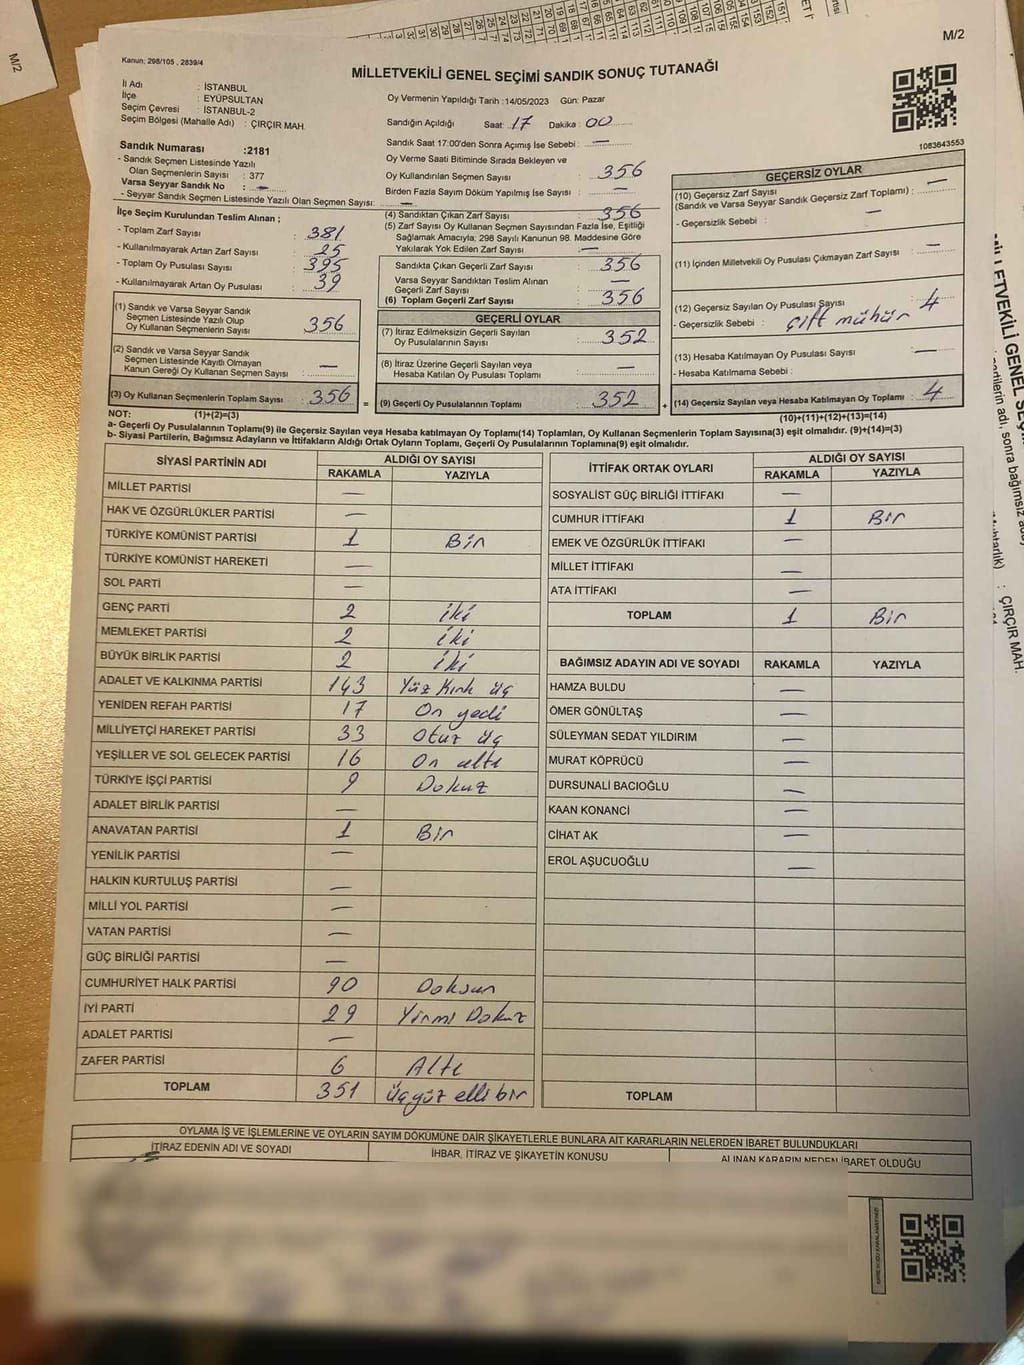 M/2
M/2
Kanun: 298/105 , 2839/4
MİLLETVEKİLİ GENEL SEÇİMİ SANDIK SONUÇ TUTANAĞI
İl Adı : İSTANBUL
İlçe : EYÜPSULTAN
Seçim Çevresi : İSTANBUL-2
Seçim Bölgesi (Mahalle Adı) : ÇIRÇIR MAH.
Oy Vermenin Yapıldığı Tarih :14/05/2023 Gün: Pazar
Sandığın Açıldığı Saat: 17 Dakika: 00
1083643553
Sandık Numarası :2181
- Sandık Seçmen Listesinde Yazılı
Olan Seçmenlerin Sayısı : 377
Varsa Seyyar Sandık No : —
- Seyyar Sandık Seçmen Listesinde Yazılı Olan Seçmen Sayısı: —
Sandık Saat 17:00'den Sonra Açımış İse Sebebi : —
Oy Verme Saati Bitiminde Sırada Bekleyen ve
Oy Kullandırılan Seçmen Sayısı : 356
Birden Fazla Sayım Döküm Yapılmış İse Sayısı : —
İlçe Seçim Kurulundan Teslim Alınan ;
- Toplam Zarf Sayısı : 381
- Kullanılmayarak Artan Zarf Sayısı : 25
- Toplam Oy Pusulası Sayısı : 395
- Kullanılmayarak Artan Oy Pusulası : 39
(4) Sandıktan Çıkan Zarf Sayısı : 356
(5) Zarf Sayısı Oy Kullanan Seçmen Sayısından Fazla İse, Eşitliği
Sağlamak Amacıyla; 298 Sayılı Kanunun 98. Maddesine Göre
Yakılarak Yok Edilen Zarf Sayısı : —
Sandıkta Çıkan Geçerli Zarf Sayısı : 356
Varsa Seyyar Sandıktan Teslim Alınan
Geçerli Zarf Sayısı : —
(6) Toplam Geçerli Zarf Sayısı : 356
GEÇERSİZ OYLAR
(10) Geçersiz Zarf Sayısı
(Sandık ve Varsa Seyyar Sandık Geçersiz Zarf Toplamı) : —
- Geçersizlik Sebebi : —
(11) İçinden Milletvekili Oy Pusulası Çıkmayan Zarf Sayısı : —
(12) Geçersiz Sayılan Oy Pusulası Sayısı : 4
- Geçersizlik Sebebi : çift mühür
(13) Hesaba Katılmayan Oy Pusulası Sayısı : —
- Hesaba Katılmama Sebebi :
(14) Geçersiz Sayılan veya Hesaba Katılmayan Oy Toplamı : 4
(10)+(11)+(12)+(13)=(14)
(1) Sandık ve Varsa Seyyar Sandık
Seçmen Listesinde Yazılı Olup
Oy Kullanan Seçmenlerin Sayısı : 356
(2) Sandık ve Varsa Seyyar Sandık
Seçmen Listesinde Kayıtlı Olmayan
Kanun Gereği Oy Kullanan Seçmen Sayısı : —
(3) Oy Kullanan Seçmenlerin Toplam Sayısı : 356 =
GEÇERLİ OYLAR
(7) İtiraz Edilmeksizin Geçerli Sayılan
Oy Pusulalarının Sayısı : 352
(8) İtiraz Üzerine Geçerli Sayılan veya
Hesaba Katılan Oy Pusulası Toplamı : —
(9) Geçerli Oy Pusulalarının Toplamı : 352 +
NOT: (1)+(2)=(3)
a- Geçerli Oy Pusulalarının Toplamı(9) ile Geçersiz Sayılan veya Hesaba katılmayan Oy Toplamı(14) Toplamları, Oy Kullanan Seçmenlerin Toplam Sayısına(3) eşit olmalıdır. (9)+(14)=(3)
b- Siyasi Partilerin, Bağımsız Adayların ve İttifakların Aldığı Ortak Oyların Toplamı, Geçerli Oy Pusulalarının Toplamına(9) eşit olmalıdır.
SİYASİ PARTİNİN ADI ALDIĞI OY SAYISI
RAKAMLA YAZIYLA
MİLLET PARTİSİ —
HAK VE ÖZGÜRLÜKLER PARTİSİ —
TÜRKİYE KOMÜNİST PARTİSİ 1 Bir
TÜRKİYE KOMÜNİST HAREKETİ —
SOL PARTİ —
GENÇ PARTİ 2 iki
MEMLEKET PARTİSİ 2 iki
BÜYÜK BİRLİK PARTİSİ 2 iki
ADALET VE KALKINMA PARTİSİ 143 Yüz Kırk üç
YENİDEN REFAH PARTİSİ 17 On yedi
MİLLİYETÇİ HAREKET PARTİSİ 33 Otuz üç
YEŞİLLER VE SOL GELECEK PARTİSİ 16 On altı
TÜRKİYE İŞÇİ PARTİSİ 9 Dokuz
ADALET BİRLİK PARTİSİ —
ANAVATAN PARTİSİ 1 Bir
YENİLİK PARTİSİ —
HALKIN KURTULUŞ PARTİSİ —
MİLLİ YOL PARTİSİ —
VATAN PARTİSİ —
GÜÇ BİRLİĞİ PARTİSİ —
CUMHURİYET HALK PARTİSİ 90 Doksan
İYİ PARTİ 29 Yirmi Dokuz
ADALET PARTİSİ —
ZAFER PARTİSİ 6 Altı
TOPLAM 351 üçyüz elli bir
İTTİFAK ORTAK OYLARI ALDIĞI OY SAYISI
RAKAMLA YAZIYLA
SOSYALİST GÜÇ BİRLİĞİ İTTİFAKI —
CUMHUR İTTİFAKI 1 Bir
EMEK VE ÖZGÜRLÜK İTTİFAKI —
MİLLET İTTİFAKI —
ATA İTTİFAKI —
TOPLAM 1 Bir
BAĞIMSIZ ADAYIN ADI VE SOYADI RAKAMLA YAZIYLA
HAMZA BULDU —
ÖMER GÖNÜLTAŞ —
SÜLEYMAN SEDAT YILDIRIM —
MURAT KÖPRÜCÜ —
DURSUNALİ BACIOĞLU —
KAAN KONANCİ —
CİHAT AK —
EROL AŞUCUOĞLU —
TOPLAM
OYLAMA İŞ VE İŞLEMLERİNE VE OYLARIN SAYIM DÖKÜMÜNE DAİR ŞİKAYETLERLE BUNLARA AİT KARARLARIN NELERDEN İBARET BULUNDUKLARI
İTİRAZ EDENİN ADI VE SOYADI İHBAR, İTİRAZ VE ŞİKAYETİN KONUSU ALINAN KARARIN NEDEN İBARET OLDUĞU